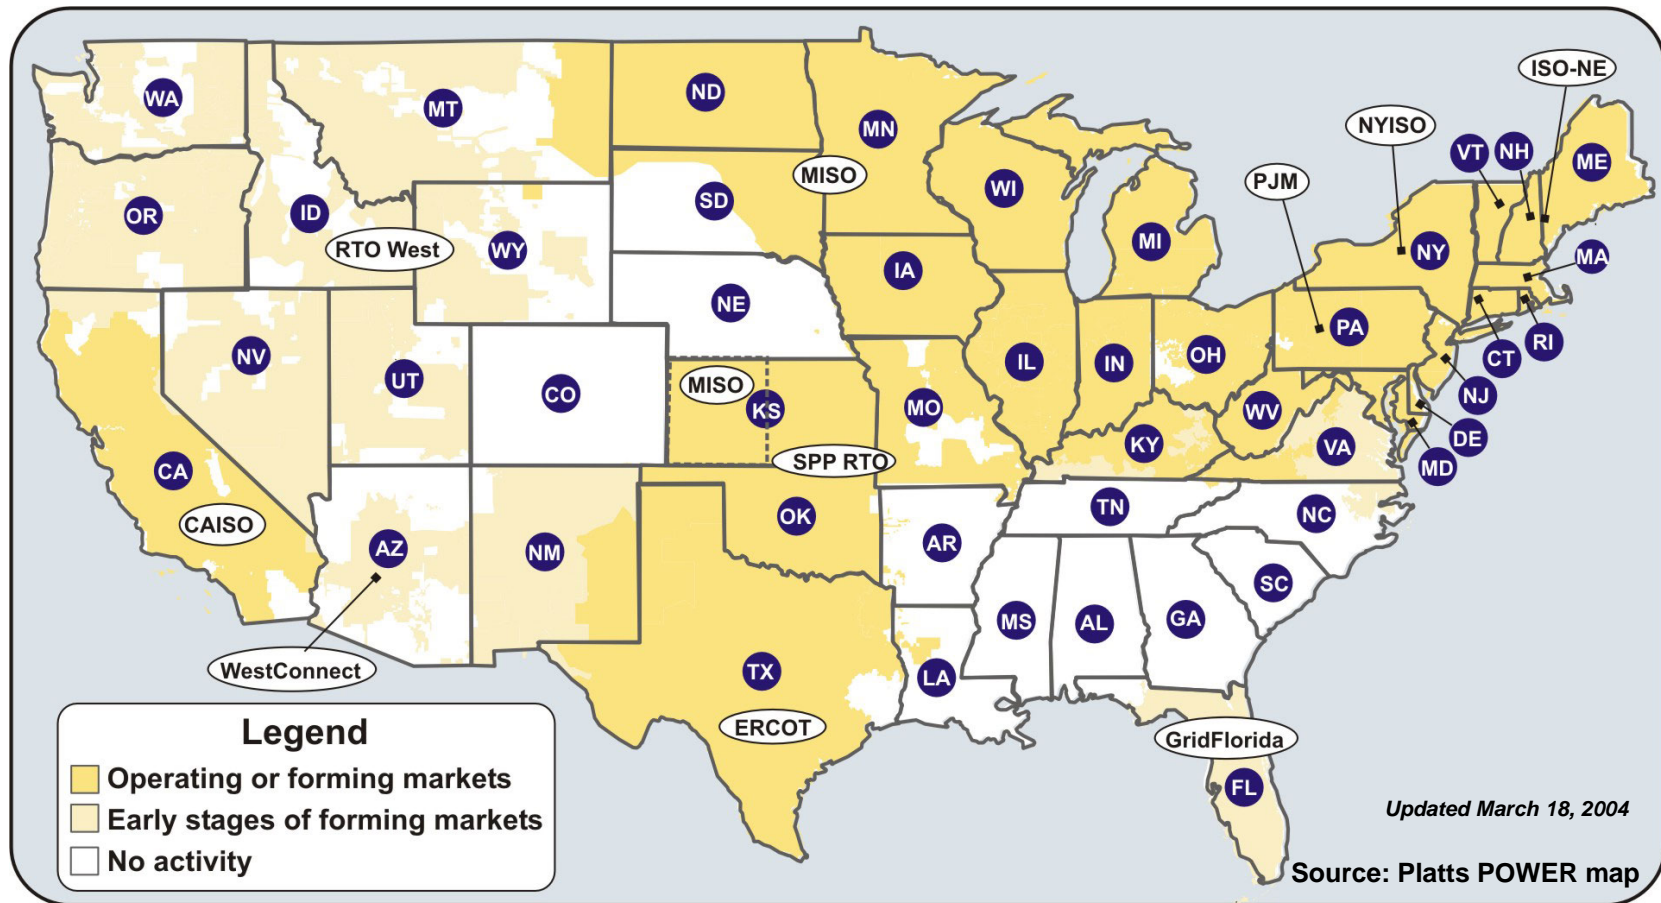 ISO-NE
NYISO
PJM
VT
NH
ME
WA
MT
ND
MN
MISO
WI
SD
OR
ID
RTO West
WY
MI
NY
MA
IA
NE
PA
RI
CT
NV
UT
CO
MISO
KS
MO
IL
IN
OH
NJ
WV
DE
MD
KY
VA
SPP RTO
CA
CAISO
AZ
NM
OK
AR
TN
NC
SC
MS
AL
GA
WestConnect
TX
LA
ERCOT
GridFlorida
FL
Legend
Operating or forming markets
Early stages of forming markets
No activity
Updated March 18, 2004
Source: Platts POWER map